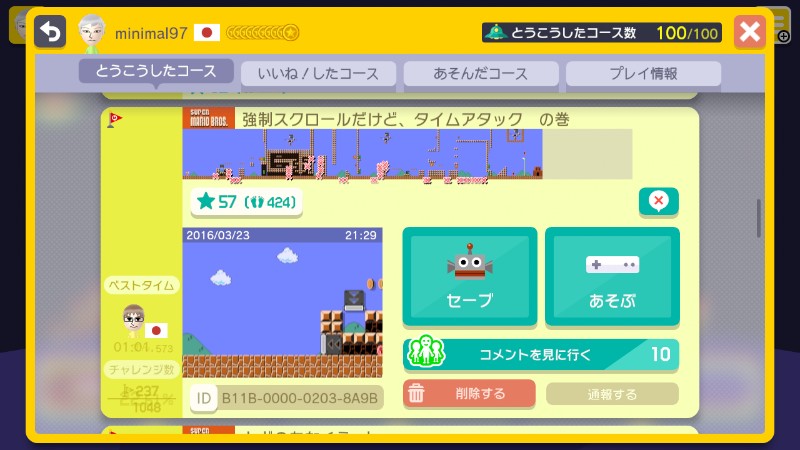 minimal97
とうこうしたコース数 100/100
とうこうしたコース
いいね!したコース
あそんだコース
プレイ情報
SUPER MARIO BROS.
強制スクロールだけど、タイムアタック の巻
57 (424)
2016/03/23 21:29
ベストタイム
01:01.573
チャレンジ数
237
1048
セーブ
あそぶ
コメントを見に行く 10
ID B11B-0000-0203-8A9B
削除する
通報する
SUPER